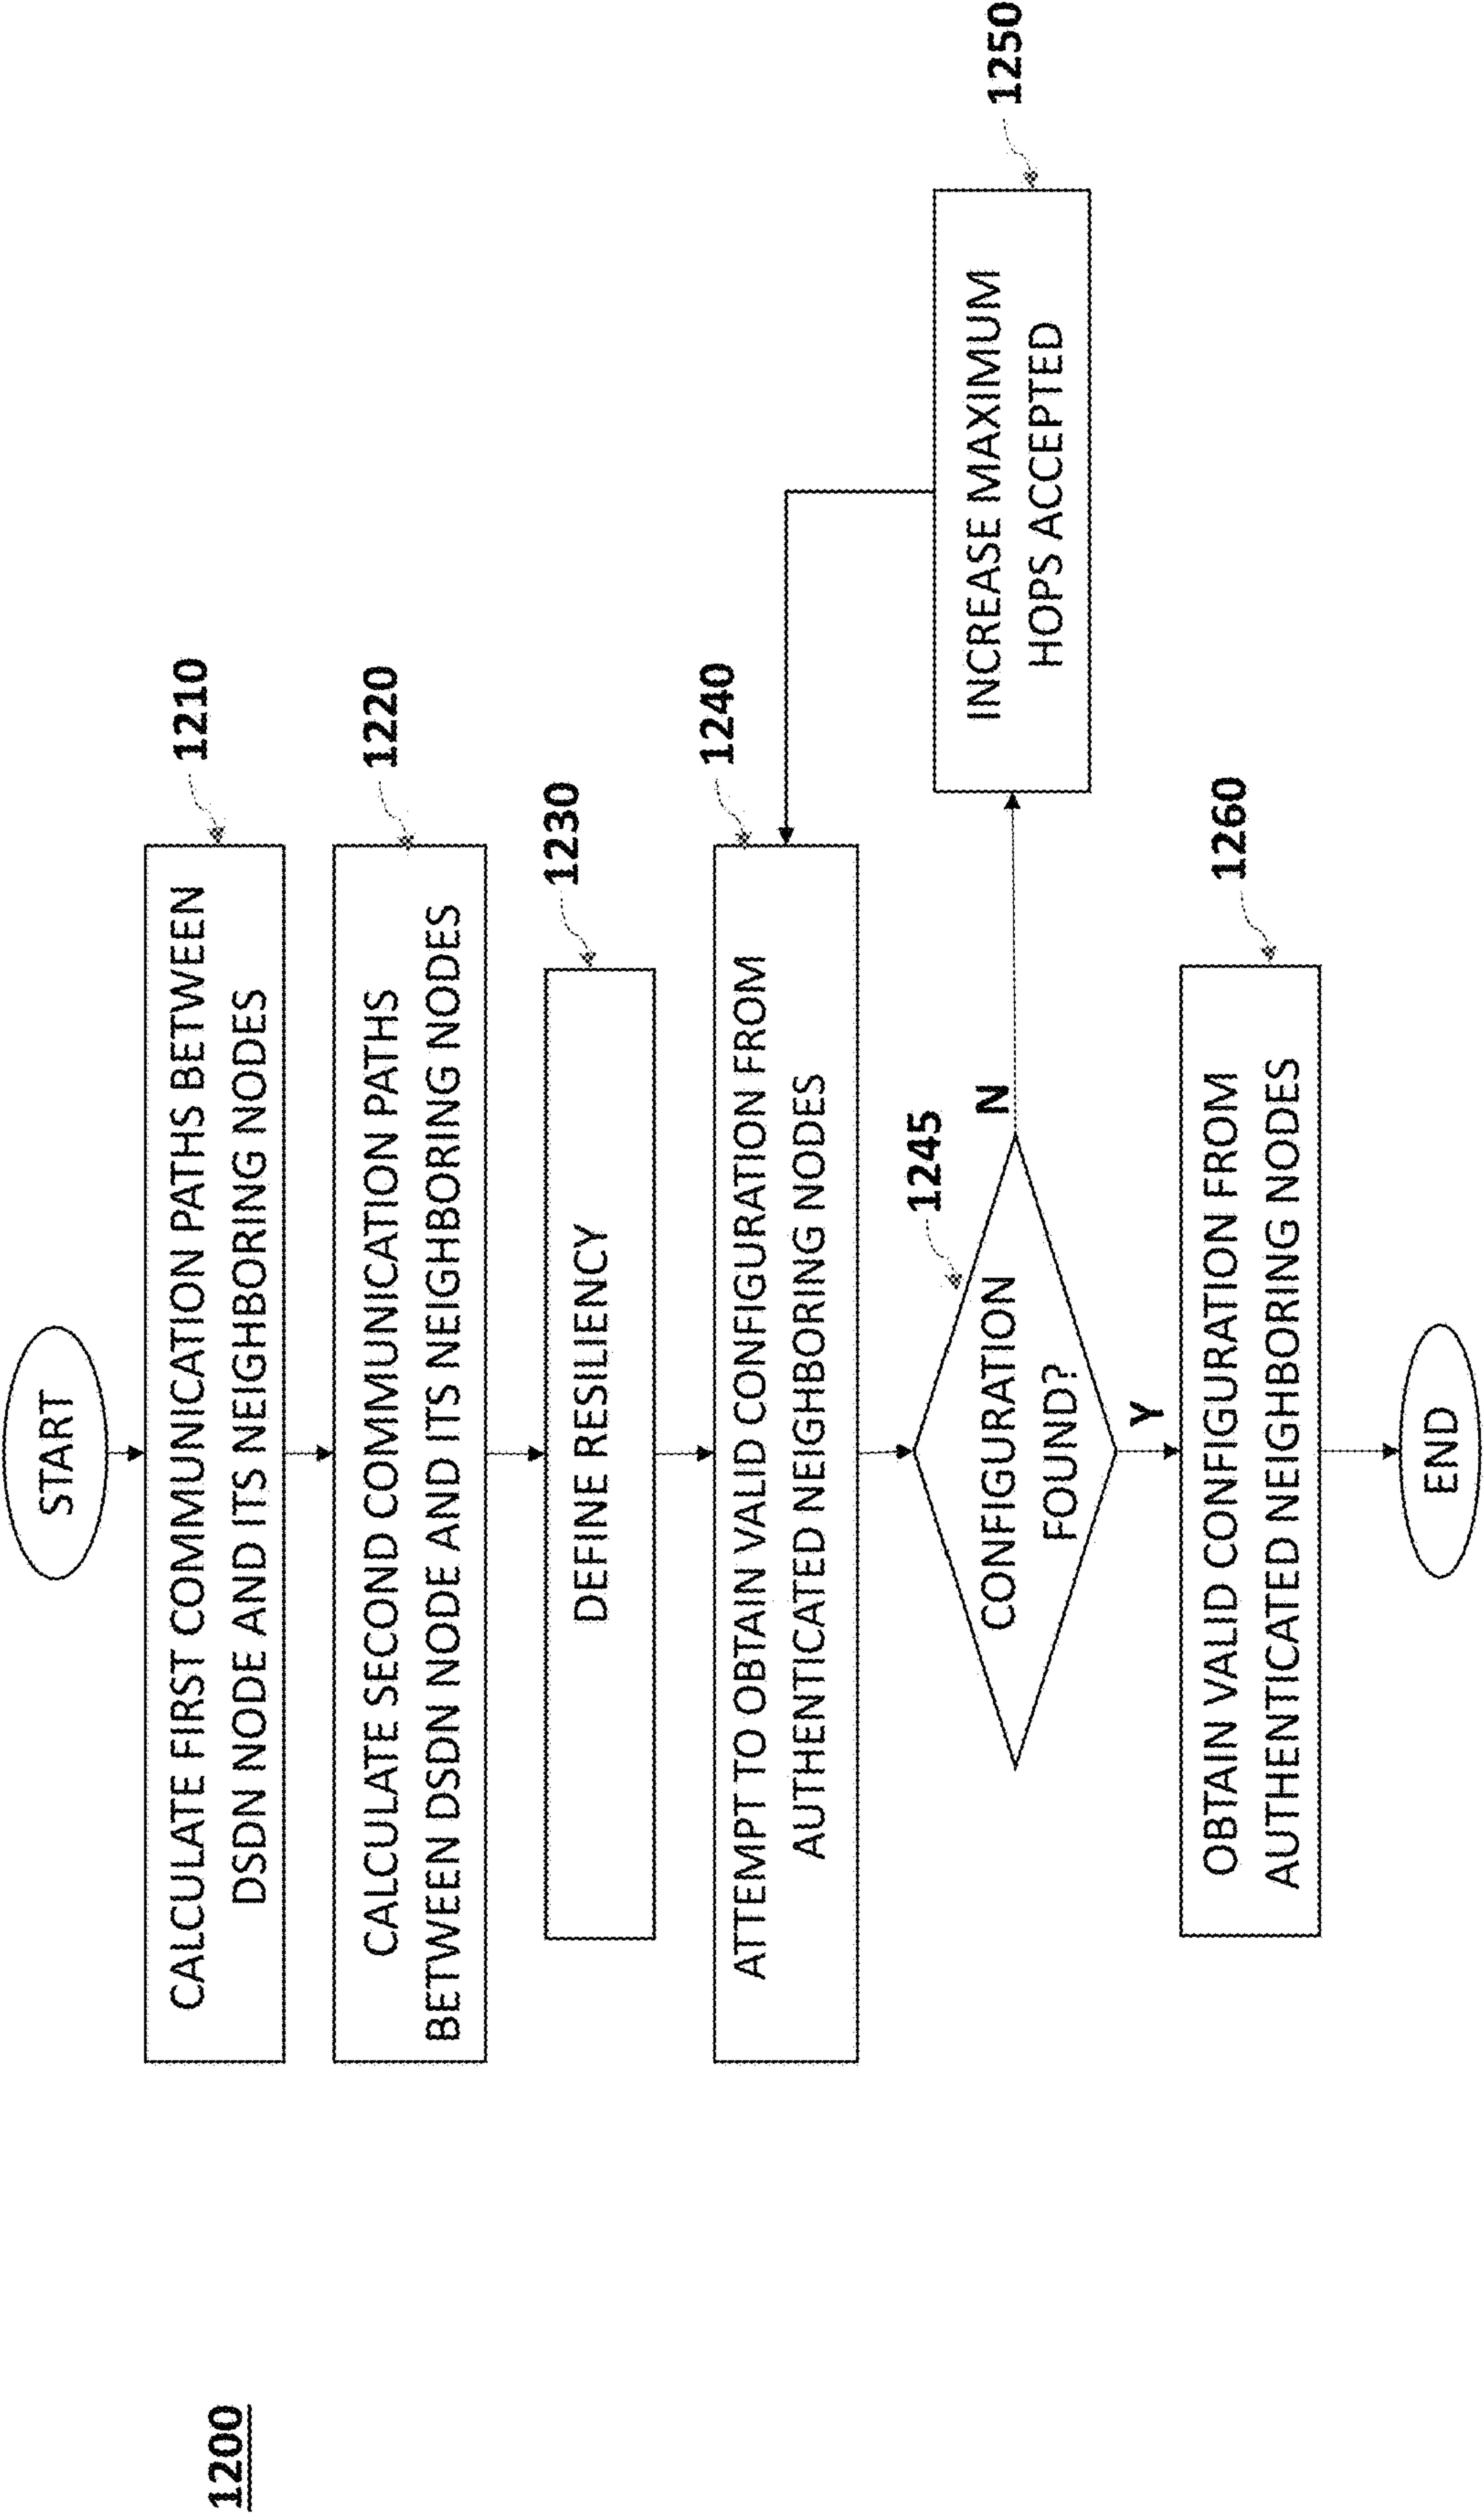 1200
START
1210
CALCULATE FIRST COMMUNICATION PATHS BETWEEN
DSDN NODE AND ITS NEIGHBORING NODES
1220
CALCULATE SECOND COMMUNICATION PATHS
BETWEEN DSDN NODE AND ITS NEIGHBORING NODES
1230
DEFINE RESILIENCY
1240
ATTEMPT TO OBTAIN VALID CONFIGURATION FROM
AUTHENTICATED NEIGHBORING NODES
1245
CONFIGURATION
FOUND?
N
1250
INCREASE MAXIMUM
HOPS ACCEPTED
Y
1260
OBTAIN VALID CONFIGURATION FROM
AUTHENTICATED NEIGHBORING NODES
END